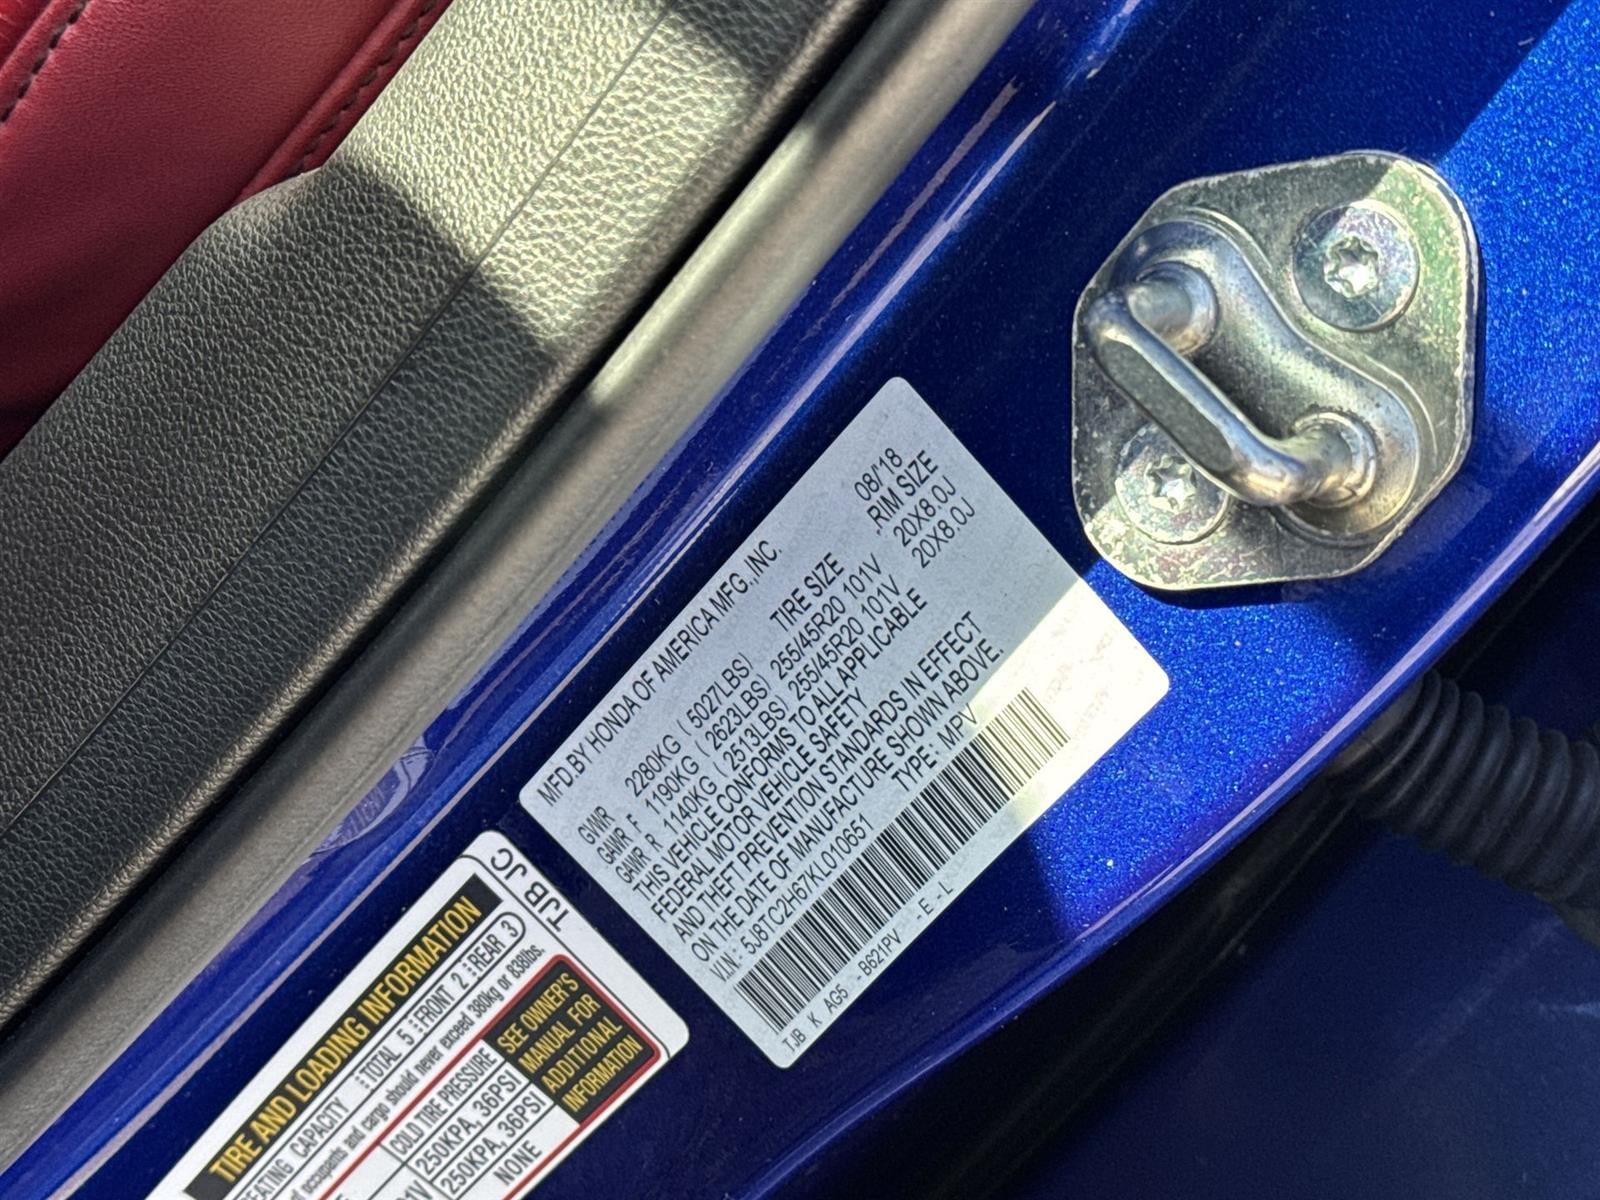 MFD.BY HONDA OF AMERICA MFG.,INC. 08/'18
GVWR 2280KG ( 5027LBS) TIRE SIZE RIM SIZE
GAWR F 1190KG ( 2623LBS) 255/45R20 101V 20X8.0J
GAWR R 1140KG ( 2513LBS) 255/45R20 101V 20X8.0J
THIS VEHICLE CONFORMS TO ALL APPLICABLE
FEDERAL MOTOR VEHICLE SAFETY
AND THEFT PREVENTION STANDARDS IN EFFECT
ON THE DATE OF MANUFACTURE SHOWN ABOVE.
V.I.N.: 5J8TC2H67KL010651 TYPE: MPV
TJB K AG5 -B621PV -E-L
TJB JC
TIRE AND LOADING INFORMATION
CAPACITY TOTAL 5 FRONT 2 REAR 3
occupants and cargo should never exceed 380kg or 838lbs.
COLD TIRE PRESSURE
250KPA, 36PSI
250KPA, 36PSI
NONE
SEE OWNER'S
MANUAL FOR
ADDITIONAL
INFORMATION